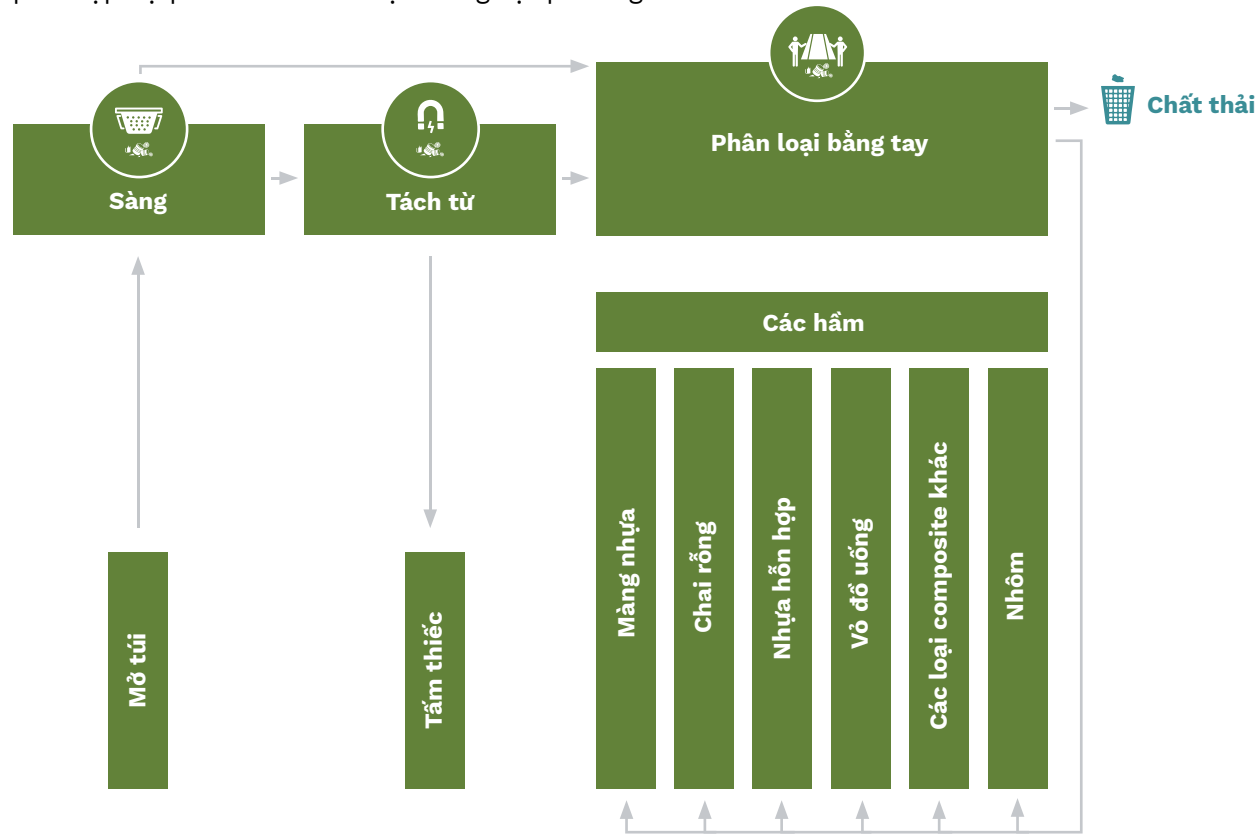 Chất thải
Phân loại bằng tay
Sàng
Tách từ
Các hầm
Mở túi
Tấm thiếc
Màng nhựa
Chai rỗng
Nhựa hỗn hợp
Vỏ đồ uống
Các loại composite khác
Nhôm